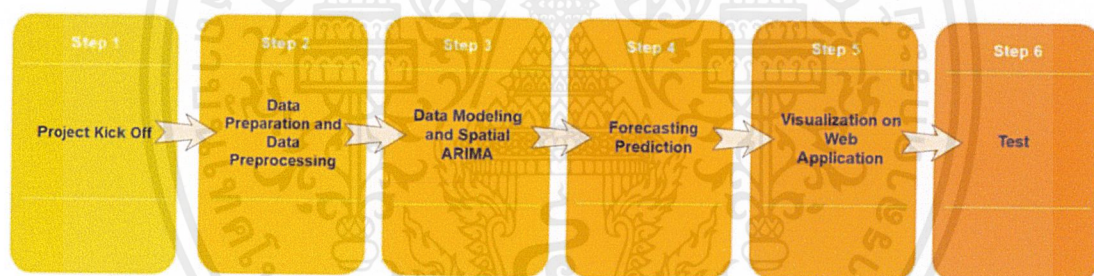 Step 1
Project Kick Off
Step 2
Data
Preparation and
Data
Preprocessing
Step 3
Data Modeling
and Spatial
ARIMA
Step 4
Forecasting
Prediction
Step 5
Visualization on
Web
Application
Step 6
Test